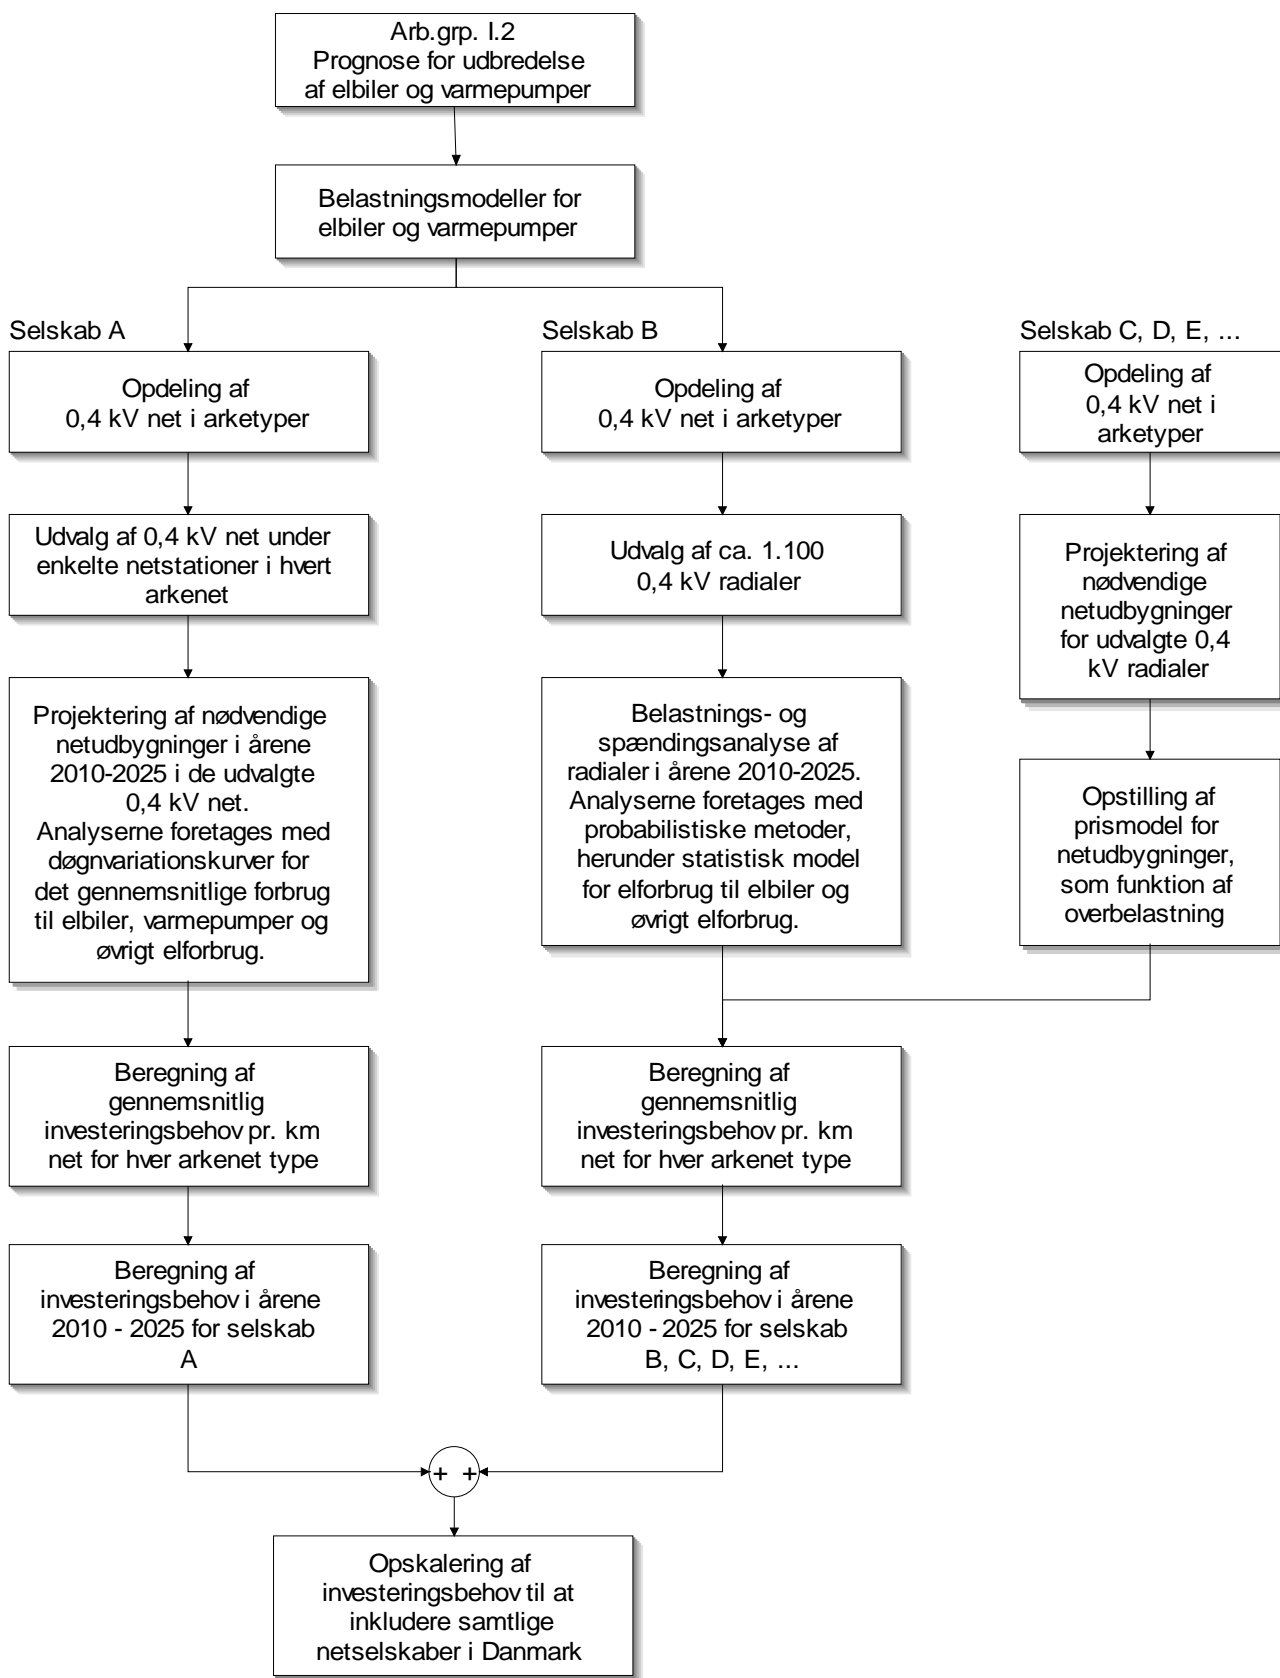 Arb.grp. I.2
Prognose for udbredelse
af elbiler og varmepumper
Belastningsmodeller for
elbiler og varmepumper
Selskab A
Opdeling af
0,4 kV net i arketyper
Udvalg af 0,4 kV net under
enkelte netstationer i hvert
arkenet
Projektering af nødvendige
netudbygninger i årene
2010-2025 i de udvalgte
0,4 kV net.
Analyserne foretages med
døgnvariationskurver for
det gennemsnitlige forbrug
til elbiler, varmepumper og
øvrigt elforbrug.
Beregning af
gennemsnitlig
investeringsbehov pr. km
net for hver arkenet type
Beregning af
investeringsbehov i årene
2010 - 2025 for selskab
A
Selskab B
Opdeling af
0,4 kV net i arketyper
Udvalg af ca. 1.100
0,4 kV radialer
Belastnings- og
spændingsanalyse af
radialer i årene 2010-2025.
Analyserne foretages med
probabilistiske metoder,
herunder statistisk model
for elforbrug til elbiler og
øvrigt elforbrug.
Beregning af
gennemsnitlig
investeringsbehov pr. km
net for hver arkenet type
Beregning af
investeringsbehov i årene
2010 - 2025 for selskab
B, C, D, E, ...
Selskab C, D, E, ...
Opdeling af
0,4 kV net i
arketyper
Projektering af
nødvendige
netudbygninger
for udvalgte 0,4
kV radialer
Opstilling af
prismodel for
netudbygninger,
som funktion af
overbelastning
+ +
Opskalering af
investeringsbehov til at
inkludere samtlige
netselskaber i Danmark